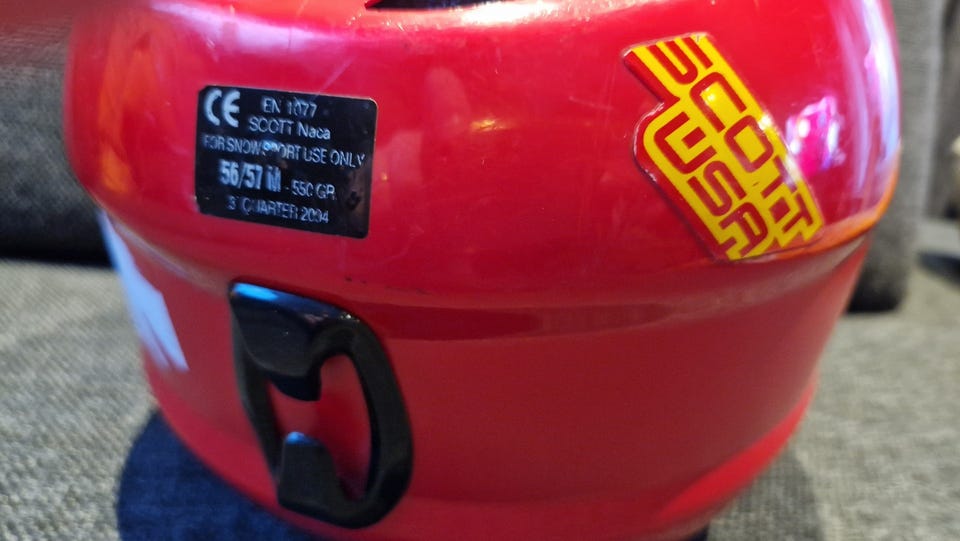 CE EN 1077
SCOTT Naca
FOR SNOWSPORT USE ONLY
56/57 M - 550 GR.
3° QUARTER 2004
SCOTT
USA